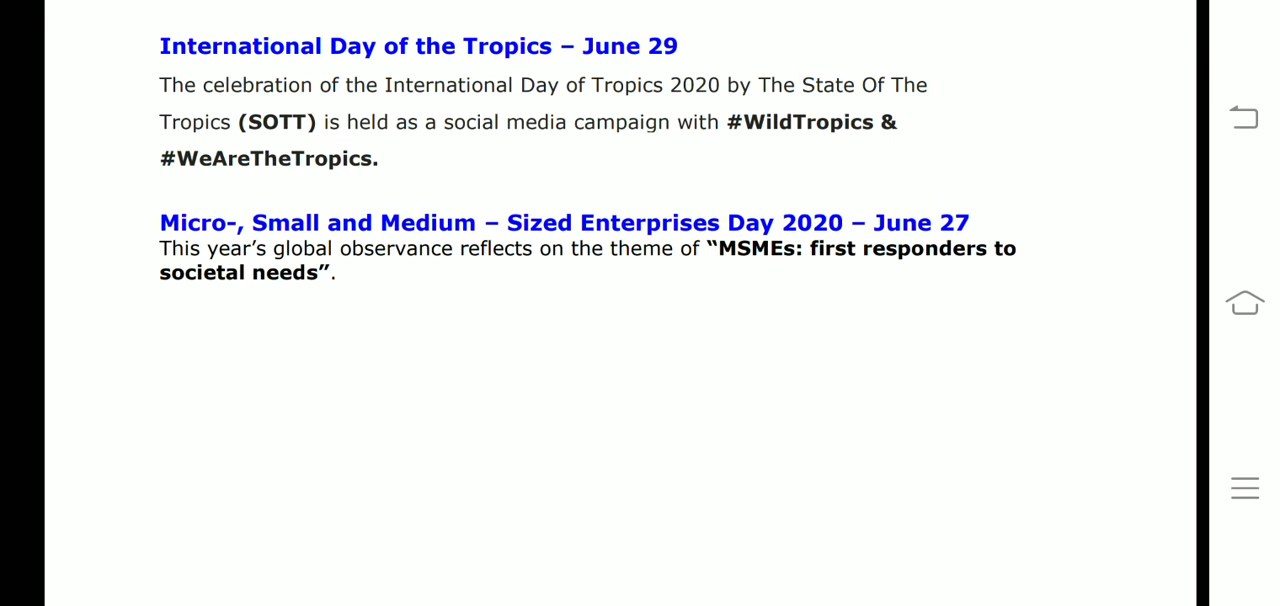 International Day of the Tropics – June 29
The celebration of the International Day of Tropics 2020 by The State Of The
Tropics (SOTT) is held as a social media campaign with #WildTropics &
#WeAreTheTropics.
Micro-, Small and Medium – Sized Enterprises Day 2020 – June 27
This year’s global observance reflects on the theme of “MSMEs: first responders to
societal needs”.